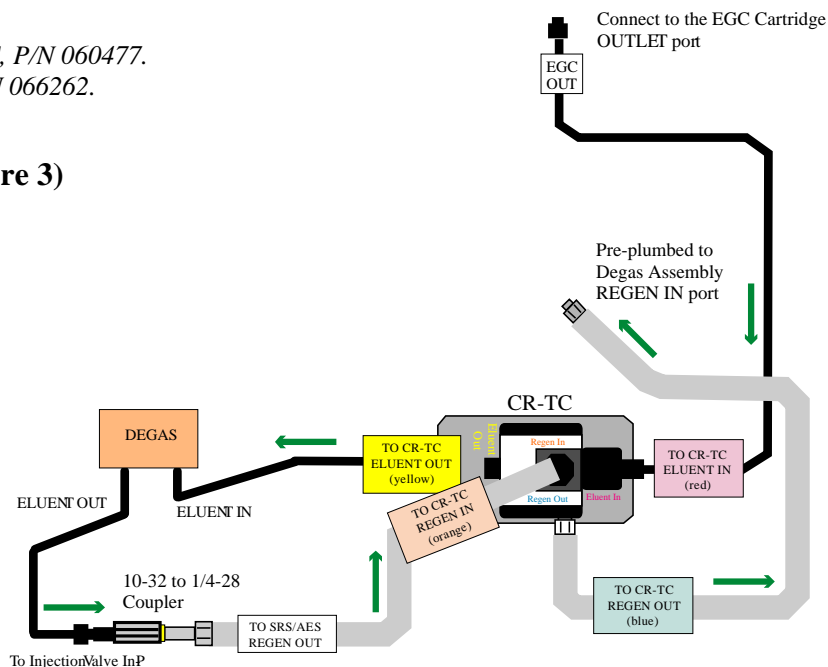 , P/N 060477.
066262.
re 3)
Connect to the EGC Cartridge
OUTLET port
EGC
OUT
Pre-plumbed to
Degas Assembly
REGEN IN port
CR-TC
DEGAS
TO CR-TC
ELUENT OUT
(yellow)
Eluent
Out
Regen In
Regen Out
Eluent In
TO CR-TC
ELUENT IN
(red)
TO CR-TC
REGEN IN
(orange)
ELUENT OUT
ELUENT IN
10-32 to 1/4-28
Coupler
TO SRS/AES
REGEN OUT
TO CR-TC
REGEN OUT
(blue)
To InjectionValve In-P